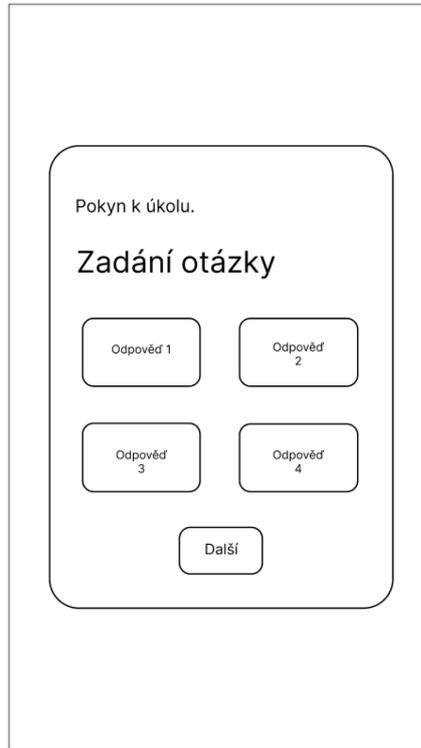 Pokyn k úkolu.
Zadání otázky
Odpověď 1
Odpověď
2
Odpověď
3
Odpověď
4
Další